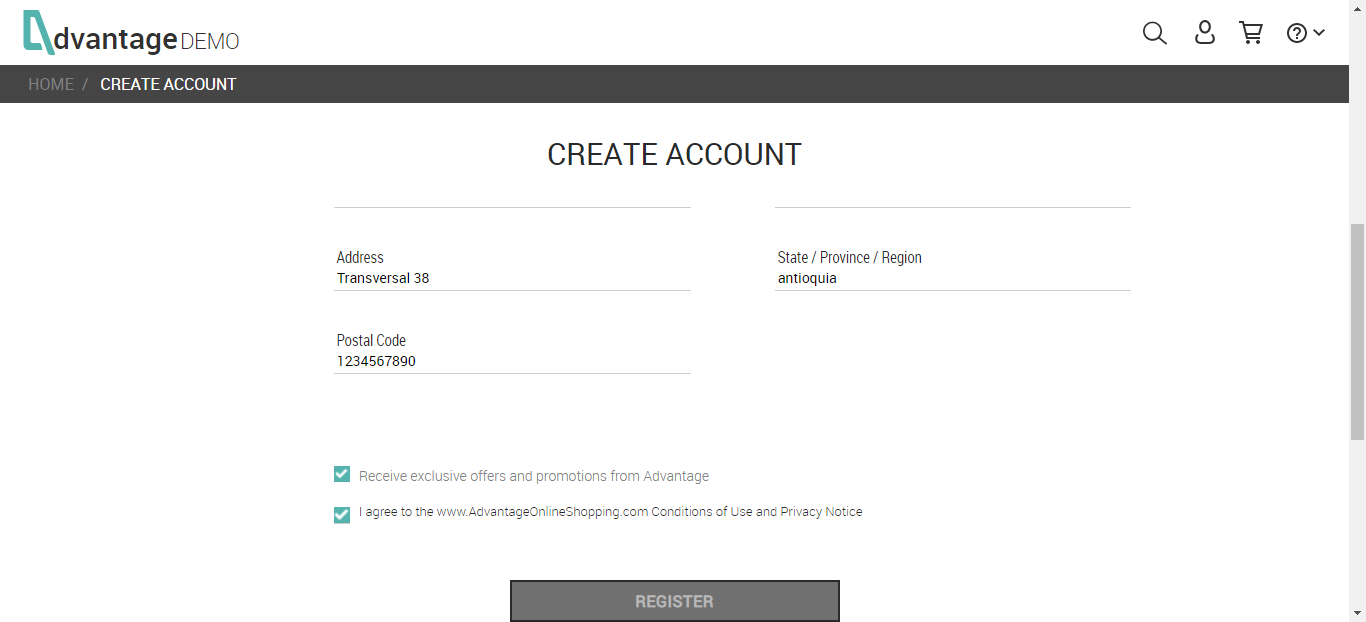 dvantage DEMO
HOME / CREATE ACCOUNT
CREATE ACCOUNT
Address
Transversal 38
State / Province / Region
antioquia
Postal Code
1234567890
Receive exclusive offers and promotions from Advantage
I agree to the www.AdvantageOnlineShopping.com Conditions of Use and Privacy Notice
REGISTER